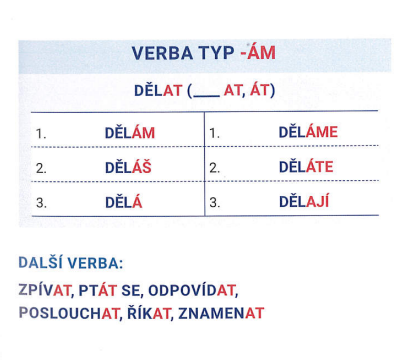 VERBA TYP -ÁM
DĚLAT (___ AT, ÁT)
1. DĚLÁM 1. DĚLÁME
2. DĚLÁŠ 2. DĚLÁTE
3. DĚLÁ 3. DĚLAJÍ
DALŠÍ VERBA:
ZPÍVAT, PTÁT SE, ODPOVÍDAT,
POSLOUCHAT, ŘÍKAT, ZNAMENAT